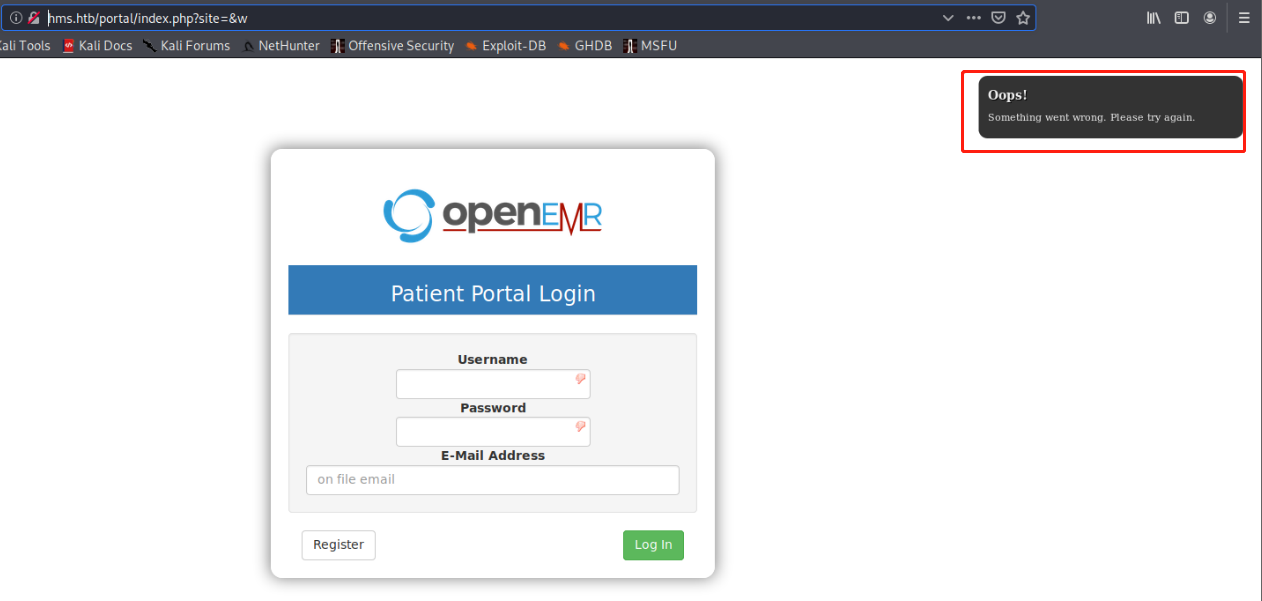 hms.htb/portal/index.php?site=&w
Kali Docs Kali Forums NetHunter Offensive Security Exploit-DB GHDB MSFU
Oops!
Something went wrong. Please try again.
openEMR
Patient Portal Login
Username
Password
E-Mail Address
on file email
Register Log In